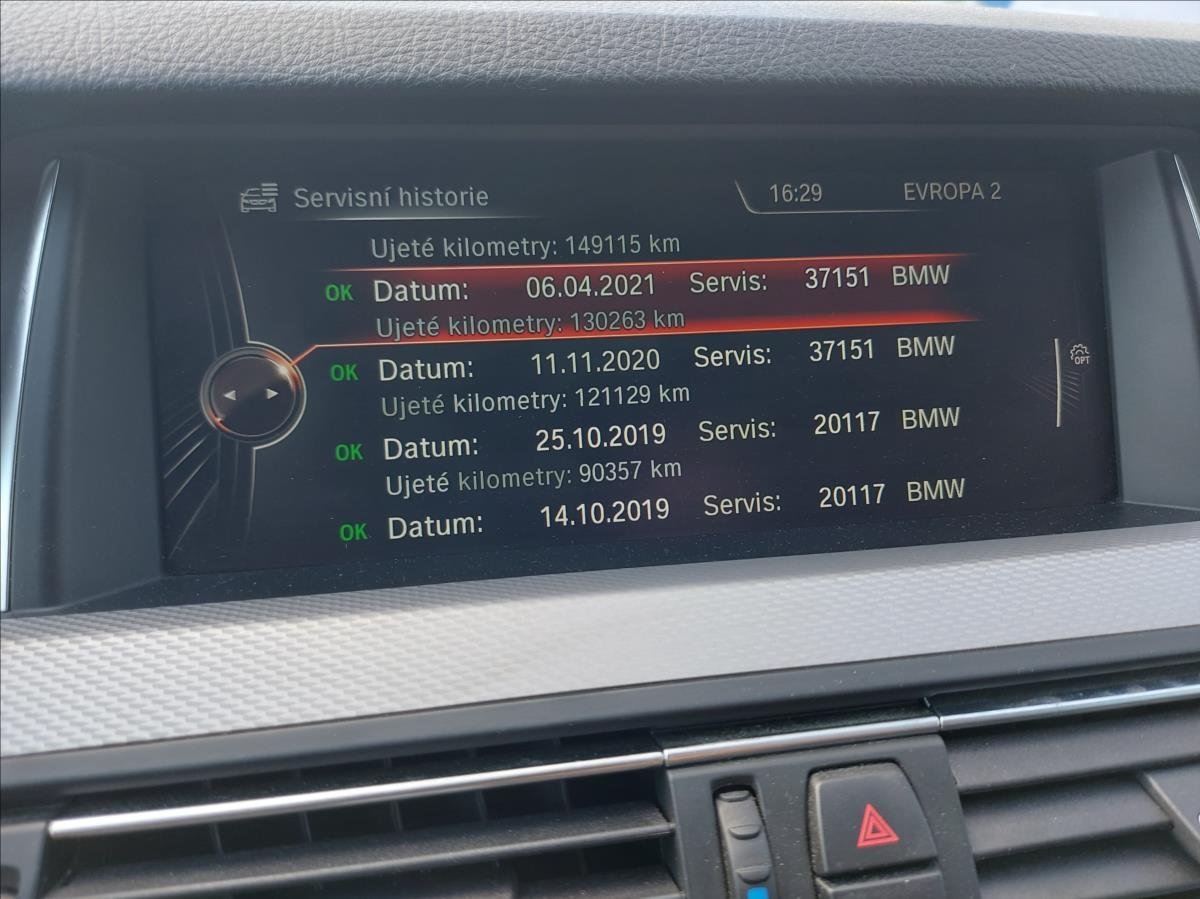 Servisní historie 16:29 EVROPA 2
Ujeté kilometry: 149115 km
OK Datum: 06.04.2021 Servis: 37151 BMW
Ujeté kilometry: 130263 km
OK Datum: 11.11.2020 Servis: 37151 BMW
Ujeté kilometry: 121129 km
OPT
OK Datum: 25.10.2019 Servis: 20117 BMW
Ujeté kilometry: 90357 km
OK Datum: 14.10.2019 Servis: 20117 BMW